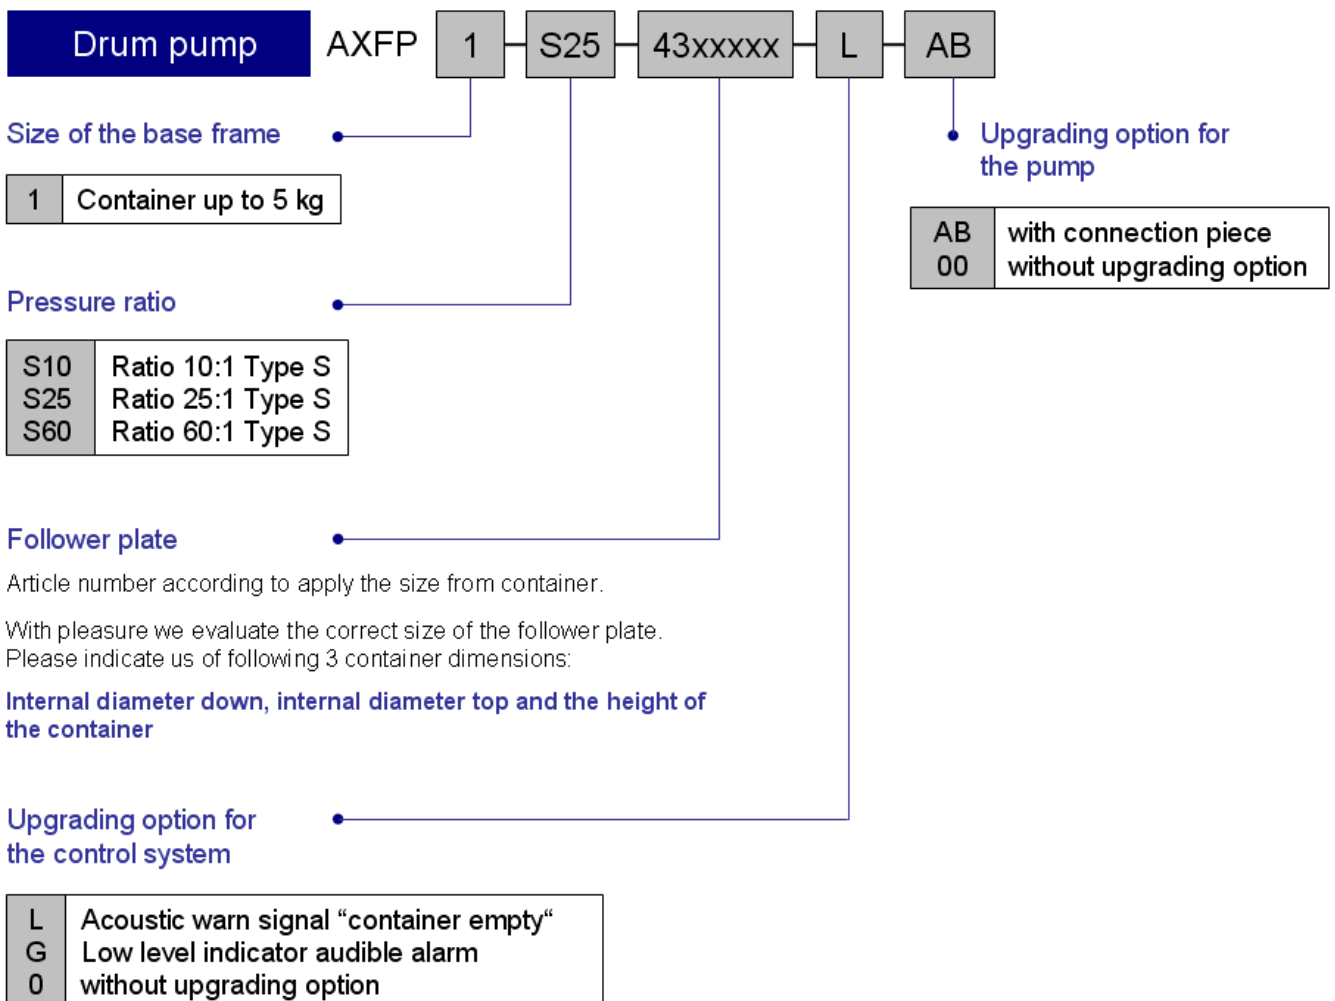 Drum pump AXFP 1 S25 43xxxxx L AB
Size of the base frame
1 Container up to 5 kg
Upgrading option for
the pump
AB with connection piece
00 without upgrading option
Pressure ratio
S10 Ratio 10:1 Type S
S25 Ratio 25:1 Type S
S60 Ratio 60:1 Type S
Follower plate
Article number according to apply the size from container.
With pleasure we evaluate the correct size of the follower plate.
Please indicate us of following 3 container dimensions:
Internal diameter down, internal diameter top and the height of
the container
Upgrading option for
the control system
L Acoustic warn signal “container empty“
G Low level indicator audible alarm
0 without upgrading option